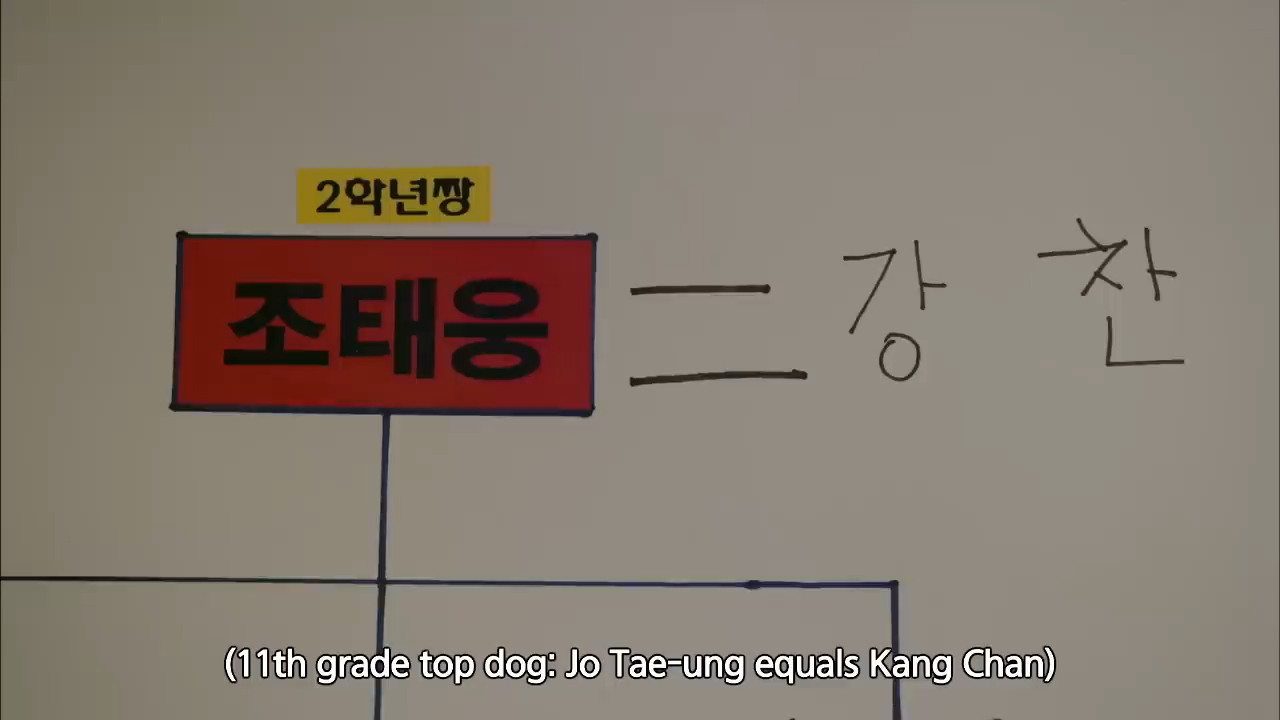 2학년짱
조태웅 = 강 찬
(11th grade top dog: Jo Tae-ung equals Kang Chan)